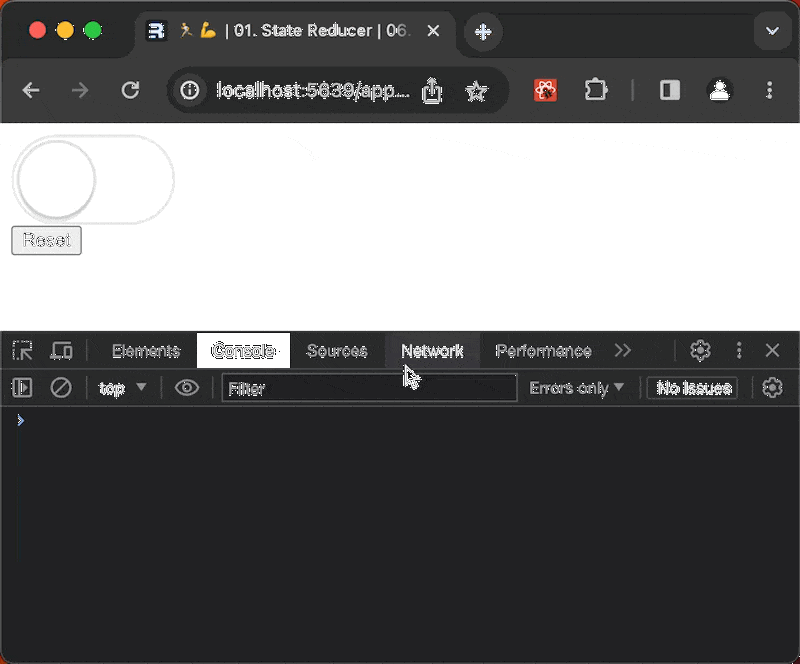 | 01. State Reducer | 06.
localhost:5639/app...
Reset
Elements Console Sources Network Performance
top Filter Errors only No Issues